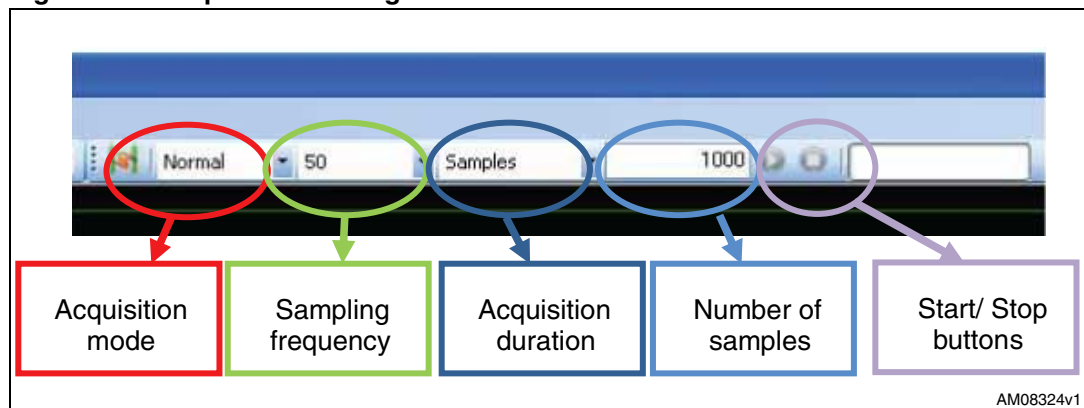 Normal
50
Samples
1000
Acquisition
mode
Sampling
frequency
Acquisition
duration
Number of
samples
Start/ Stop
buttons
AM08324v1